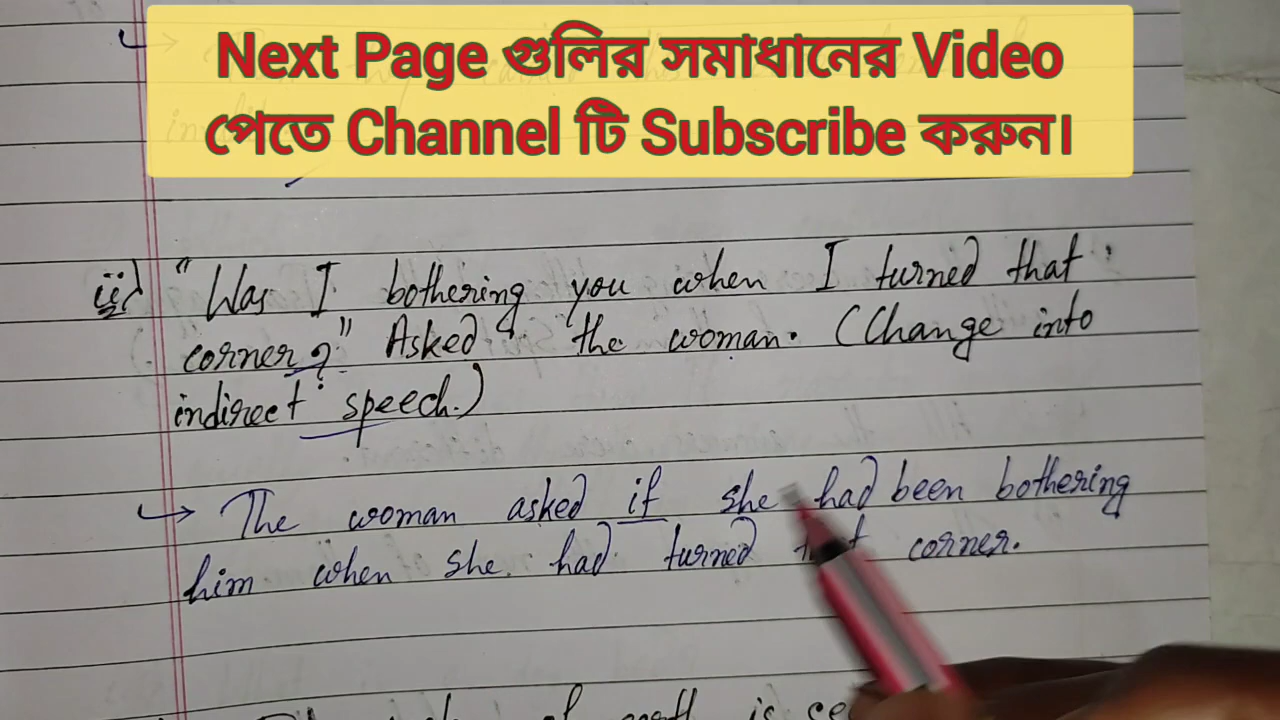 Next Page গুলির সমাধানের Video
পেতে Channel টি Subscribe করুন।
iii) "Was I bothering you when I turned that
corner?" Asked the woman. (Change into
indirect speech.)
→ The woman asked if she had been bothering
him when she had turned that corner.